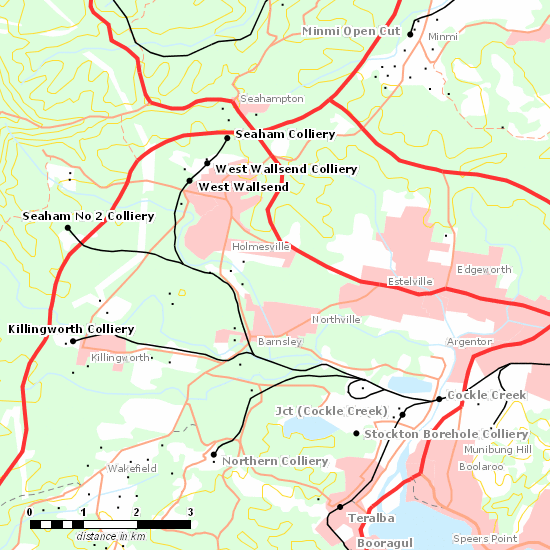 Minmi Open Cut
Minmi
Seahampton
Seaham Colliery
West Wallsend Colliery
West Wallsend
Seaham No 2 Colliery
Holmesville
Edgeworth
Estelville
Northville
Killingworth Colliery
Barnsley
Argenton
Killingworth
Cockle Creek
Jct (Cockle Creek)
Stockton Borehole Colliery
Munibung Hill
Northern Colliery
Boolaroo
Wakefield
Teralba
0 1 2 3
distance in km
Speers Point
Booragul